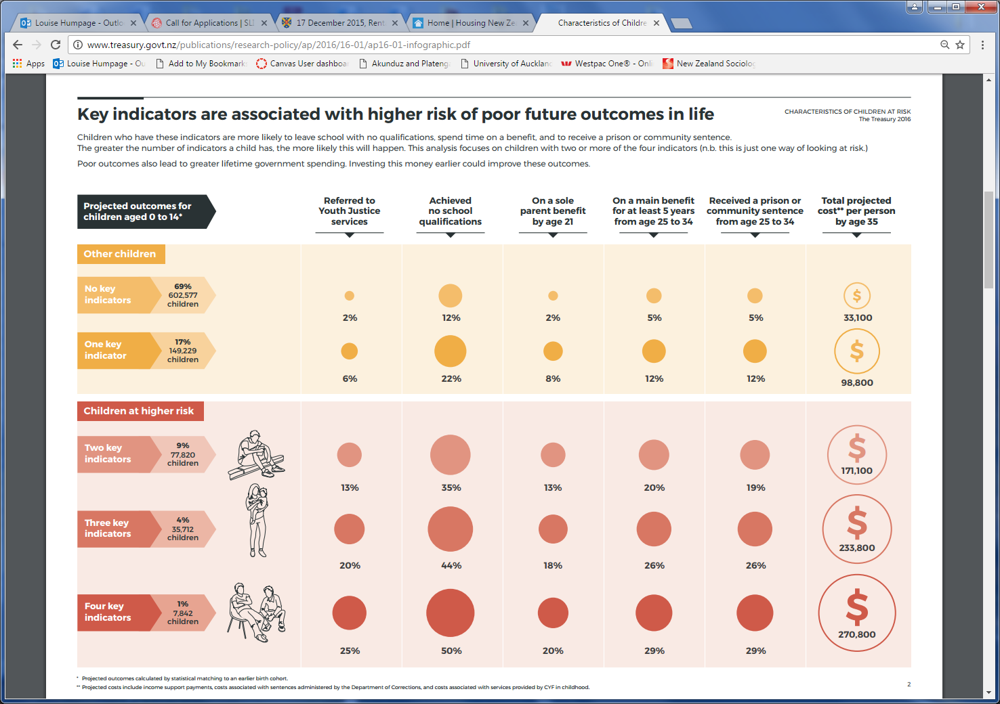 Louise Humpage - Outlo
Call for Applications | SLI
17 December 2015, Rent
Home | Housing New Ze
Characteristics of Childre
www.treasury.govt.nz/publications/research-policy/ap/2016/16-01/ap16-01-infographic.pdf
Apps
Louise Humpage - Ou
Add to My Bookmark
Canvas User dashboa
Akunduz and Plateng
University of Aucklan
Westpac One® - Onli
New Zealand Sociolog
Key indicators are associated with higher risk of poor future outcomes in life
CHARACTERISTICS OF CHILDREN AT RISK
The Treasury 2016
Children who have these indicators are more likely to leave school with no qualifications, spend time on a benefit, and to receive a prison or community sentence.
The greater the number of indicators a child has, the more likely this will happen. This analysis focuses on children with two or more of the four indicators (n.b. this is just one way of looking at risk.)
Poor outcomes also lead to greater lifetime government spending. Investing this money earlier could improve these outcomes.
Projected outcomes for
children aged 0 to 14*
Referred to
Youth Justice
services
Achieved
no school
qualifications
On a sole
parent benefit
by age 21
On a main benefit
for at least 5 years
from age 25 to 34
Received a prison or
community sentence
from age 25 to 34
Total projected
cost** per person
by age 35
Other children
No key
indicators
69%
602,577
children
2%
12%
2%
5%
5%
$
33,100
One key
indicator
17%
149,229
children
6%
22%
8%
12%
12%
$
98,800
Children at higher risk
Two key
indicators
9%
77,820
children
13%
35%
13%
20%
19%
$
171,100
Three key
indicators
4%
35,712
children
20%
44%
18%
26%
26%
$
233,800
Four key
indicators
1%
7,842
children
25%
50%
20%
29%
29%
$
270,800
* Projected outcomes calculated by statistical matching to an earlier birth cohort.
** Projected costs include income support payments, costs associated with sentences administered by the Department of Corrections, and costs associated with services provided by CYF in childhood.
2